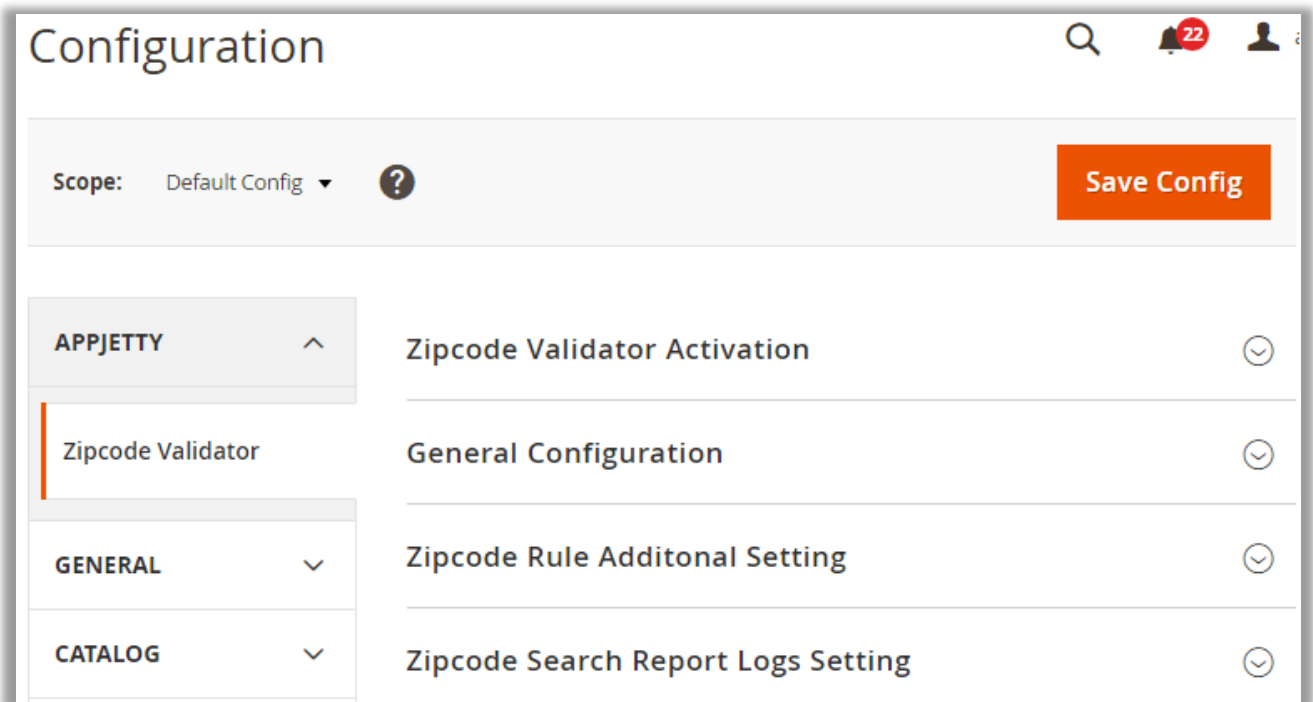 Configuration
22
Scope: Default Config
Save Config
APPJETTY
Zipcode Validator
GENERAL
CATALOG
Zipcode Validator Activation
General Configuration
Zipcode Rule Additonal Setting
Zipcode Search Report Logs Setting